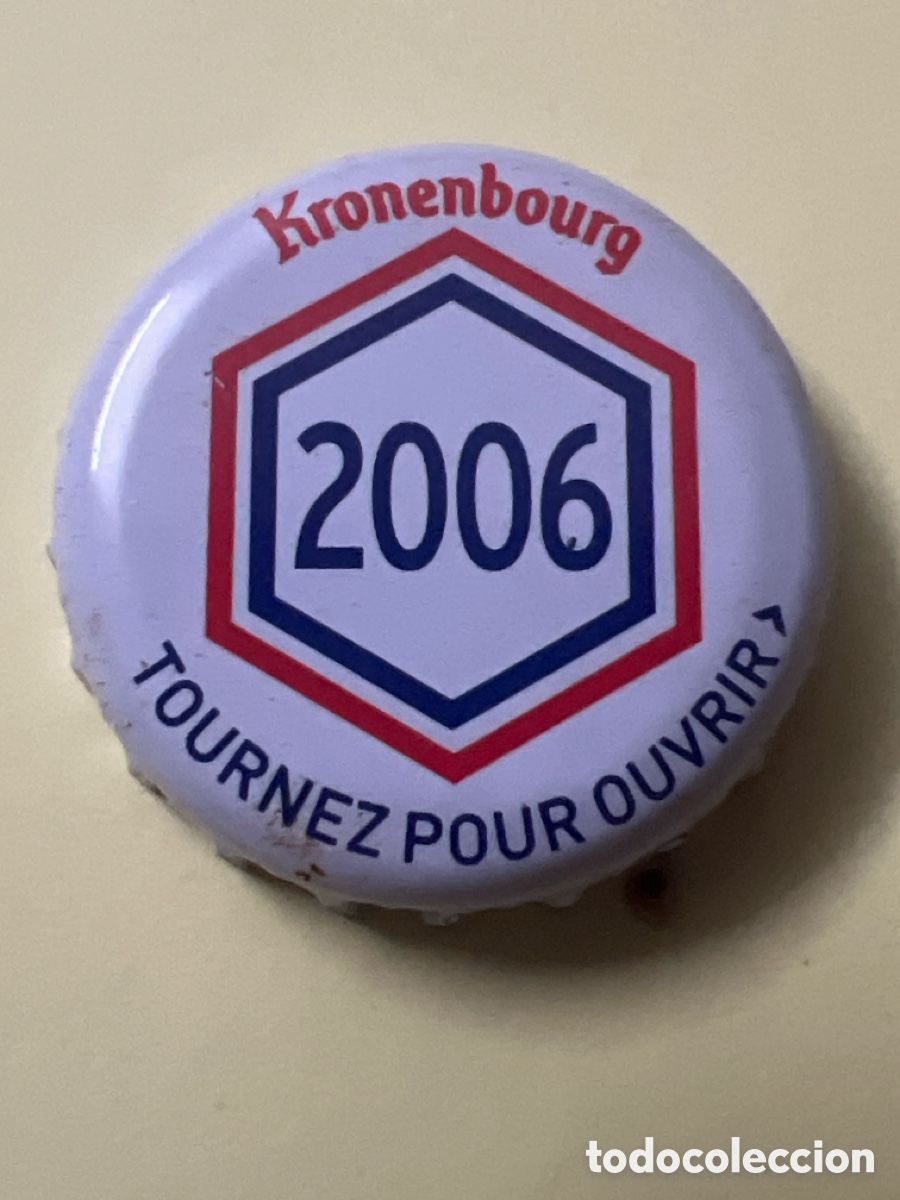 Kronenbourg
2006
TOURNEZ POUR OUVRIR >
todocoleccion